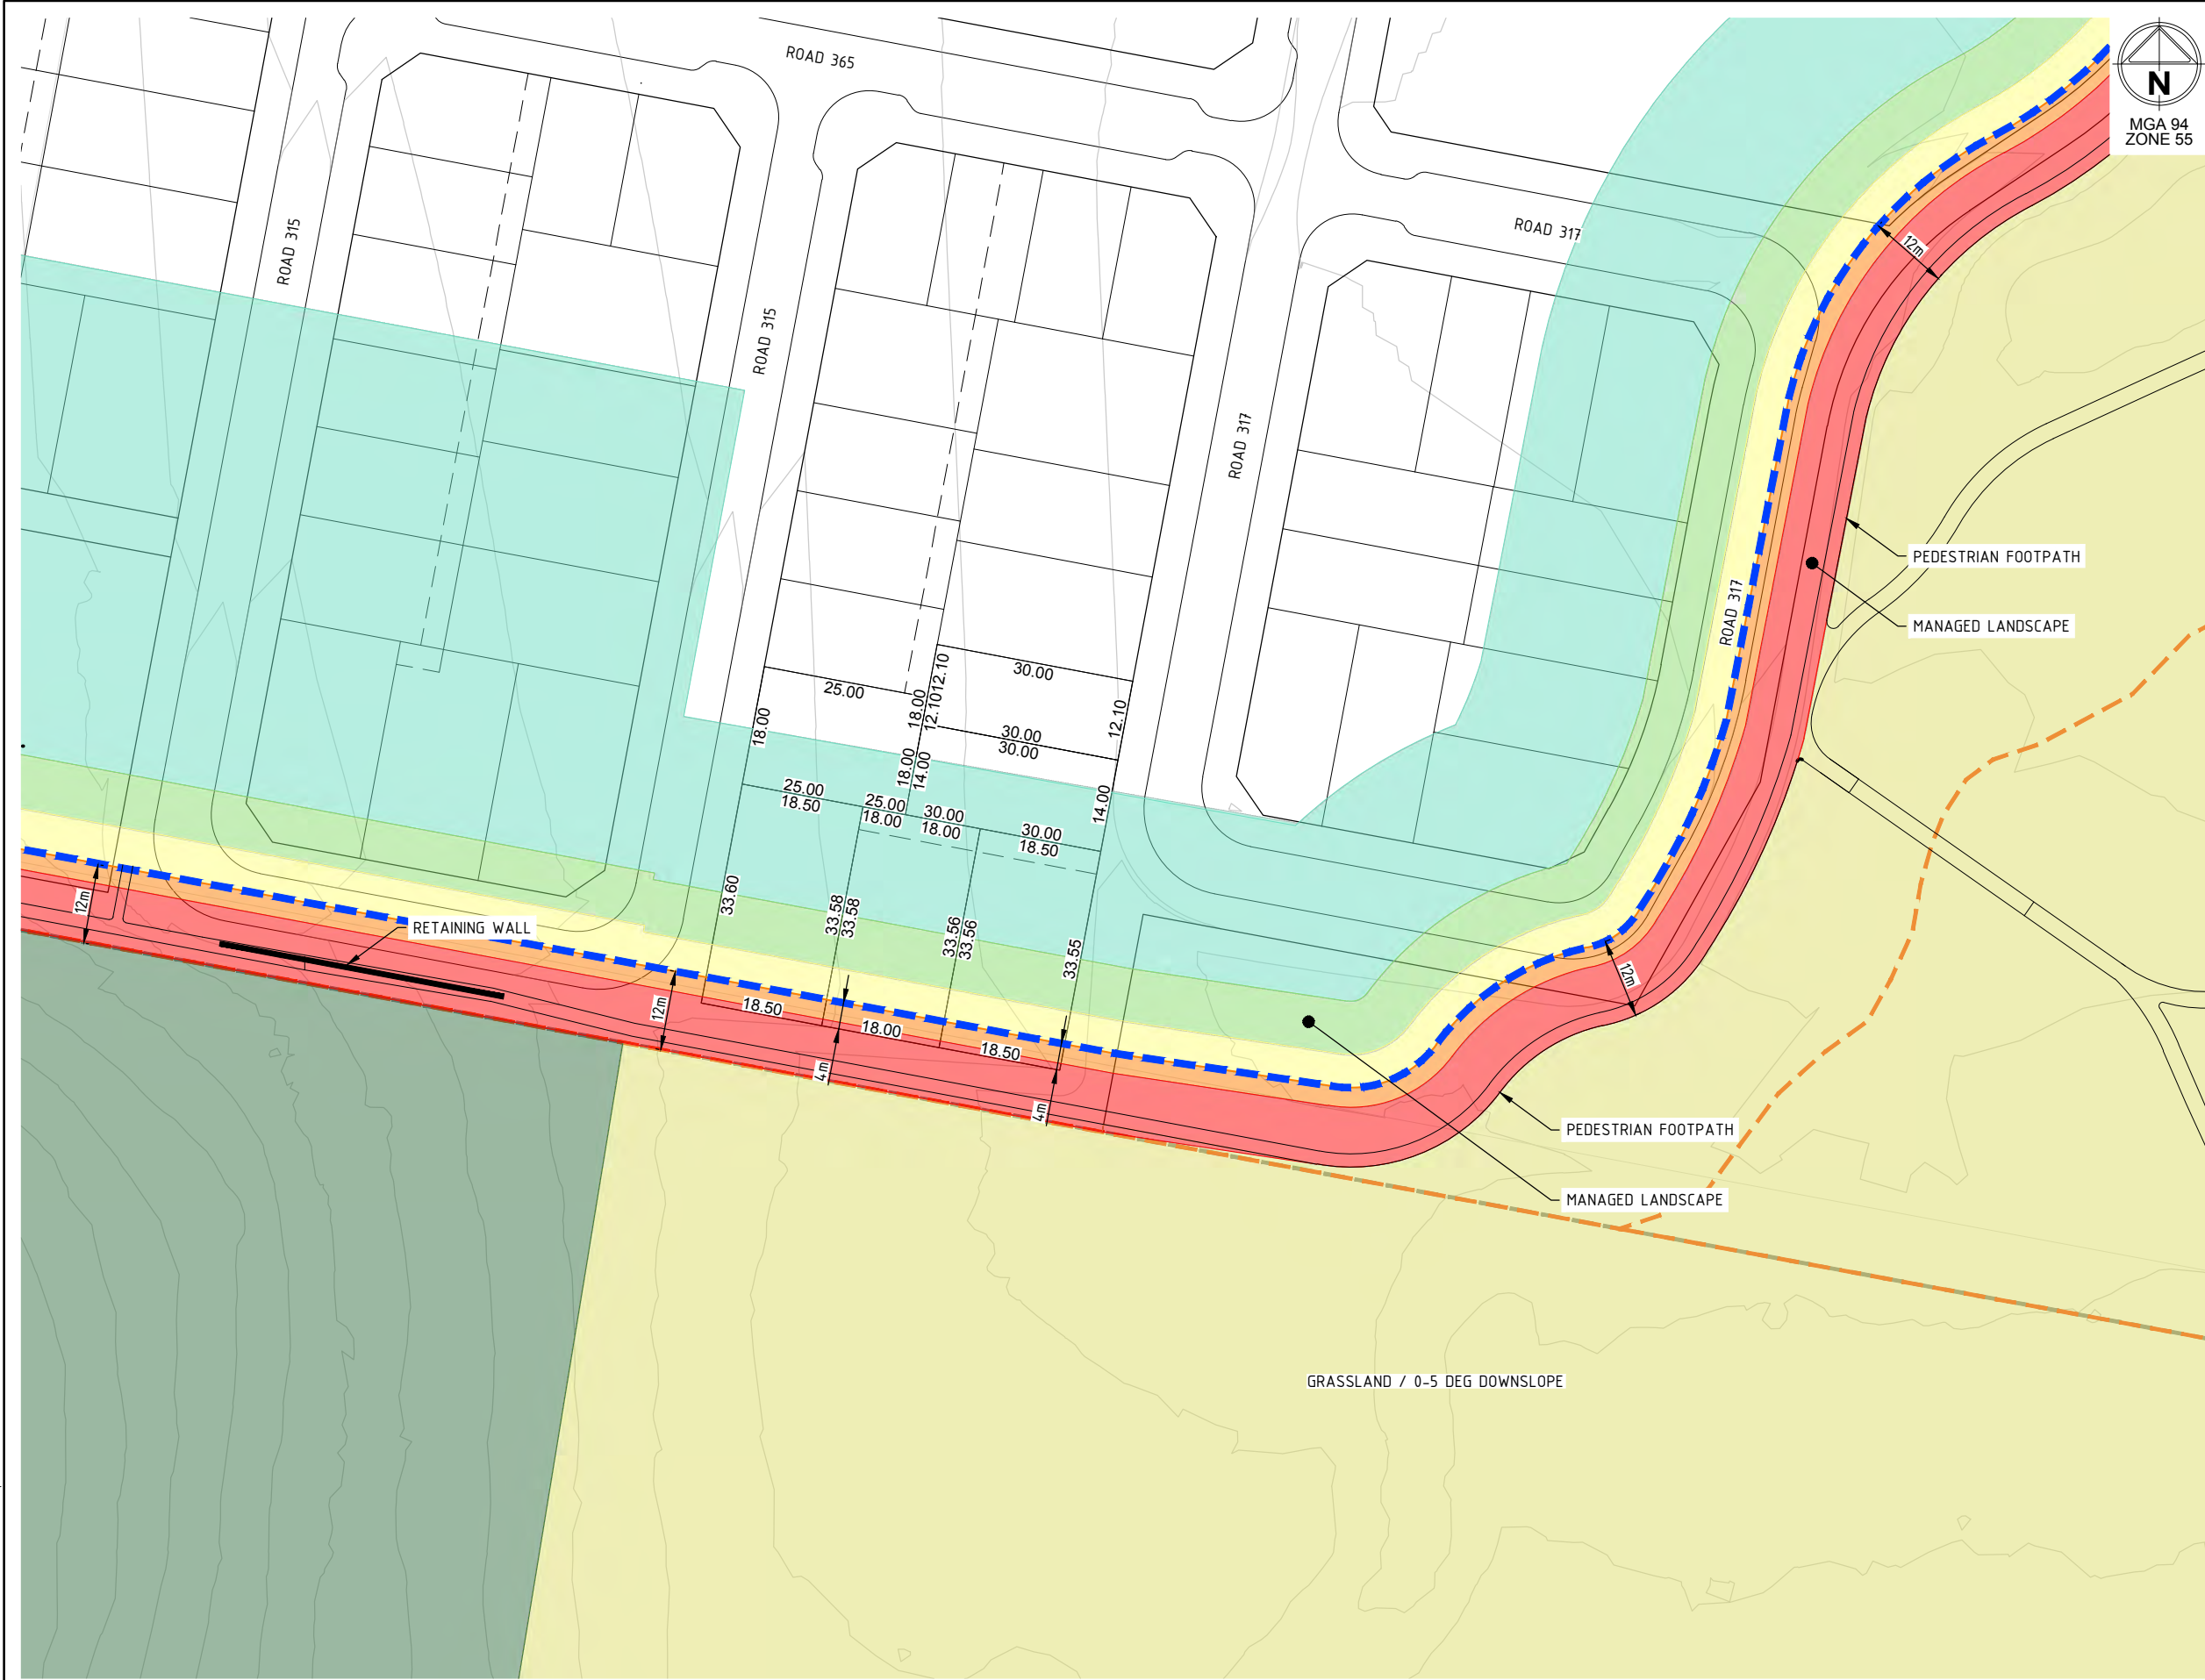 ROAD 365
N
MGA 94
ZONE 55
ROAD 315
ROAD 315
ROAD 317
ROAD 317
ROAD 317
12m
PEDESTRIAN FOOTPATH
MANAGED LANDSCAPE
25.00
30.00
12.10
12.10
18.00
18.00
12.10
30.00
30.00
18.00
14.00
14.00
25.00
18.50
25.00
18.00
30.00
18.00
30.00
18.50
33.60
33.58
33.58
33.56
33.56
33.55
12m
RETAINING WALL
12m
12m
18.50
18.00
18.50
4m
4m
PEDESTRIAN FOOTPATH
MANAGED LANDSCAPE
GRASSLAND / 0-5 DEG DOWNSLOPE